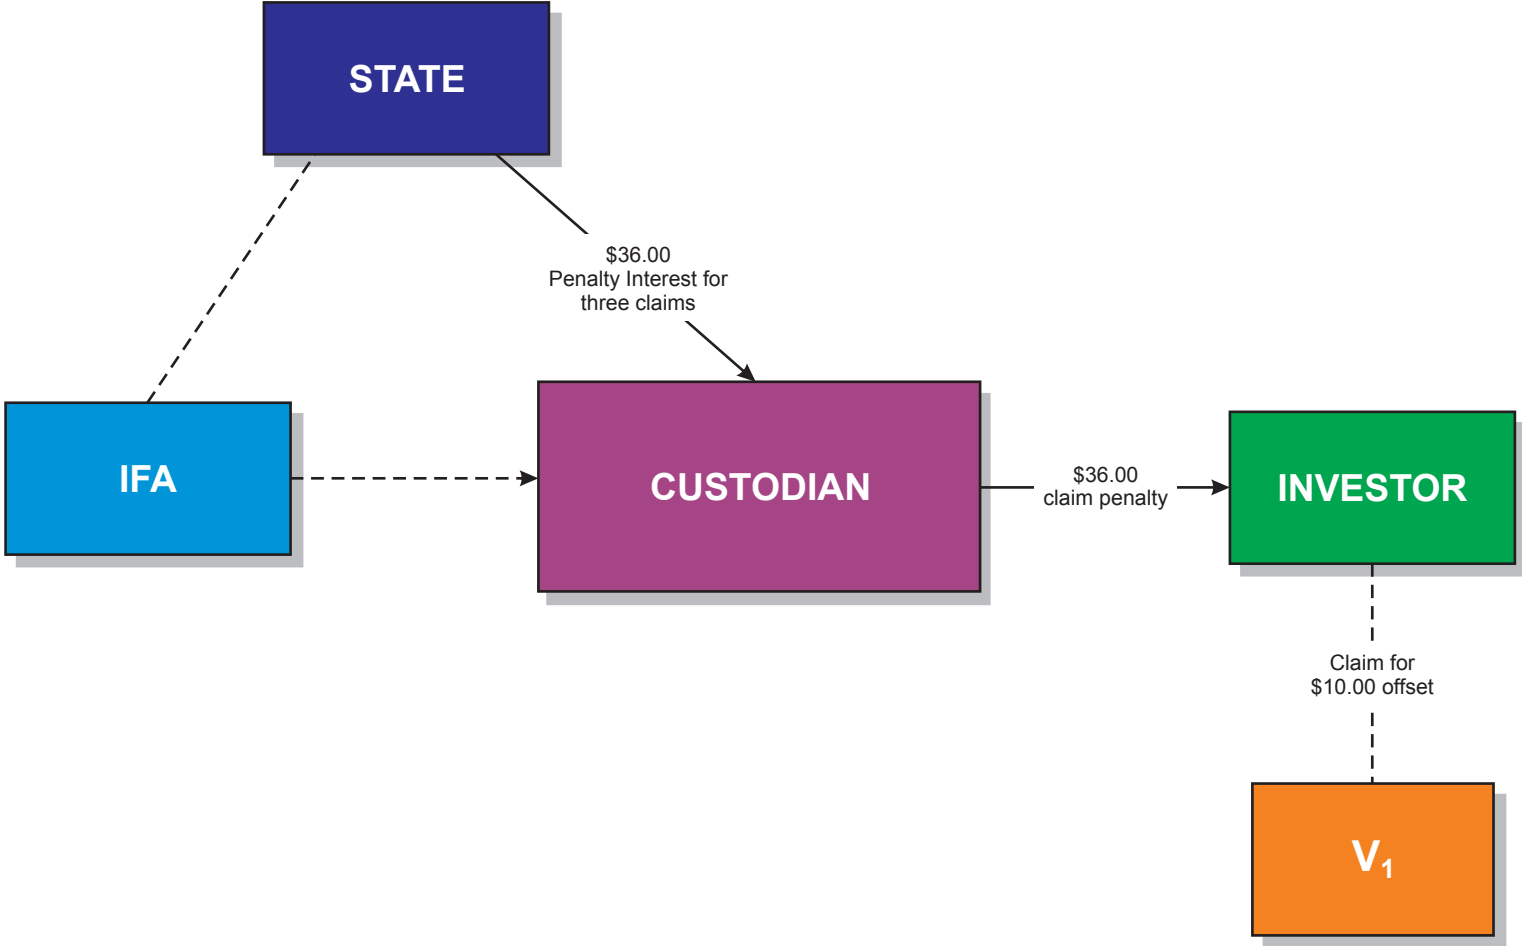 STATE
$36.00
Penalty Interest for
three claims
IFA
CUSTODIAN
$36.00
claim penalty
INVESTOR
Claim for
$10.00 offset
V₁